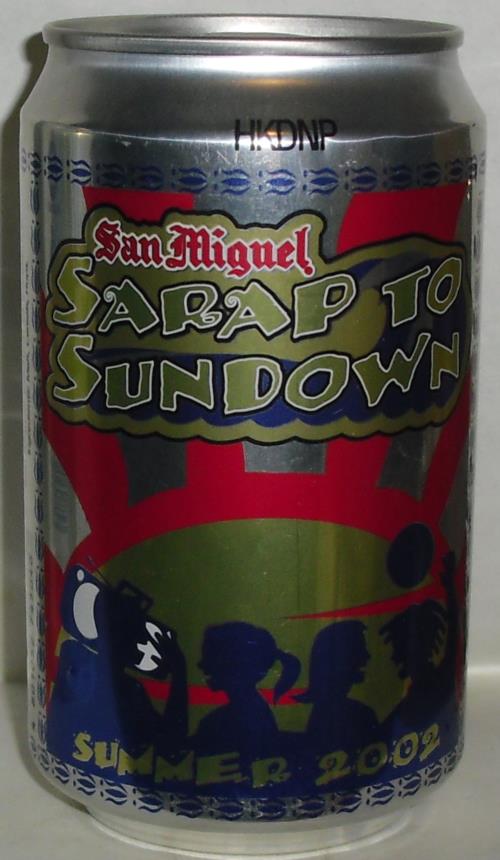 HKDNP
San Miguel
SARAP TO
SUNDOWN
SUMMER 2002